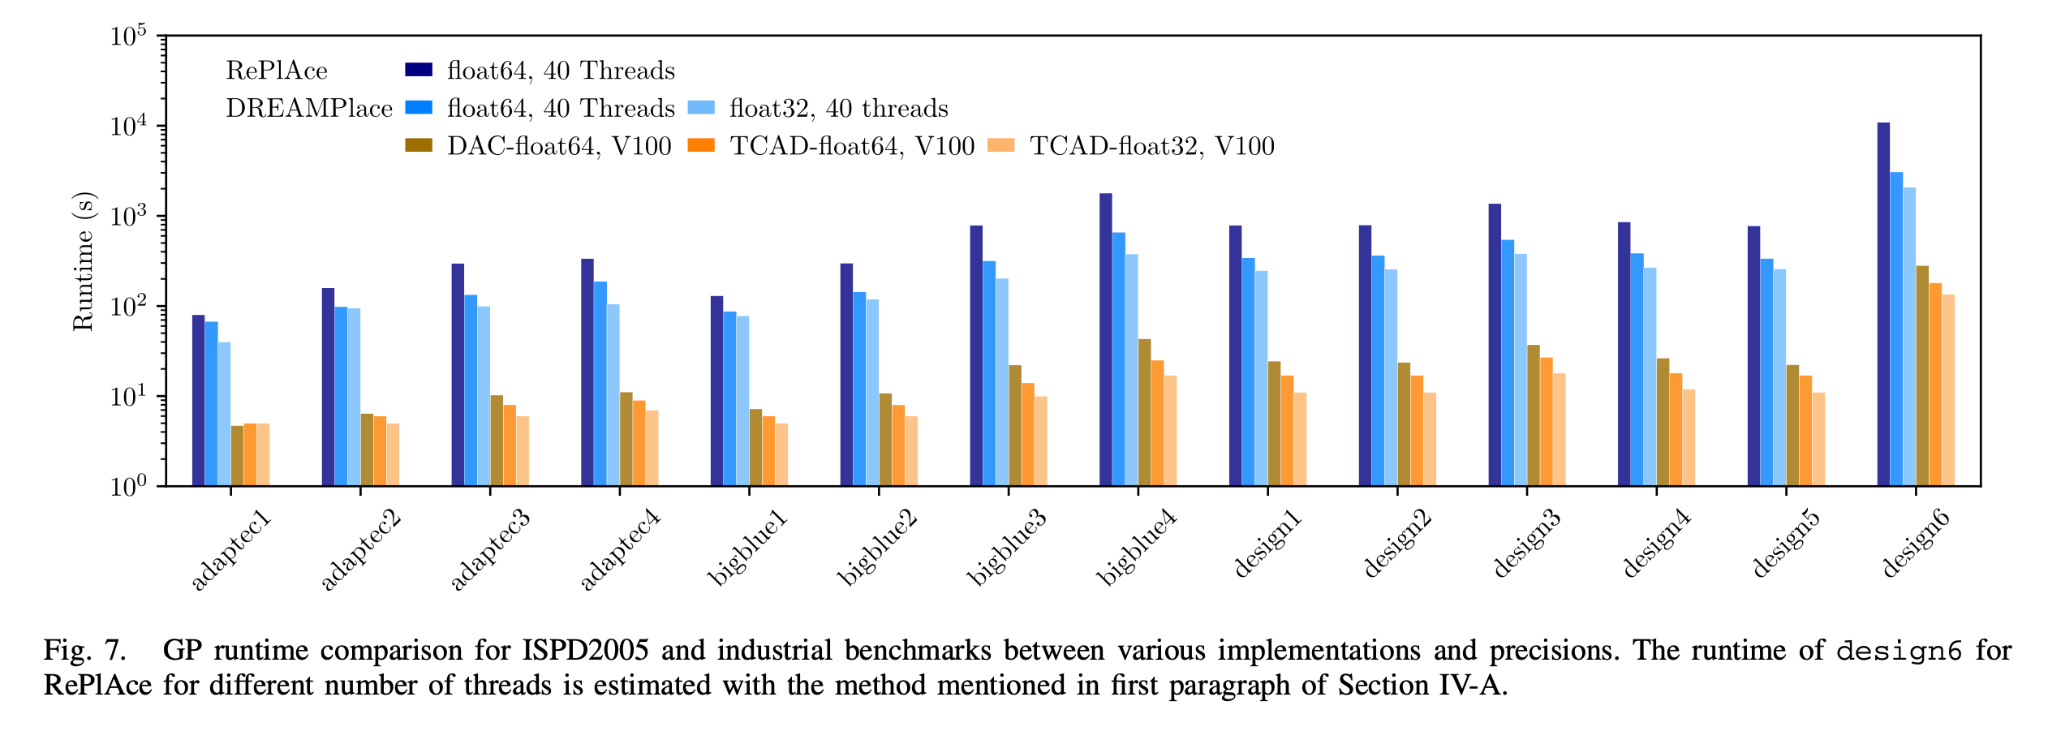 10^5
RePlAce float64, 40 Threads
DREAMPlace float64, 40 Threads float32, 40 threads
10^4
DAC-float64, V100 TCAD-float64, V100 TCAD-float32, V100
Runtime (s)
10^3
10^2
10^1
10^0
adaptec1 adaptec2 adaptec3 adaptec4 bigblue1 bigblue2 bigblue3 bigblue4 design1 design2 design3 design4 design5 design6
Fig. 7. GP runtime comparison for ISPD2005 and industrial benchmarks between various implementations and precisions. The runtime of design6 for
RePlAce for different number of threads is estimated with the method mentioned in first paragraph of Section IV-A.